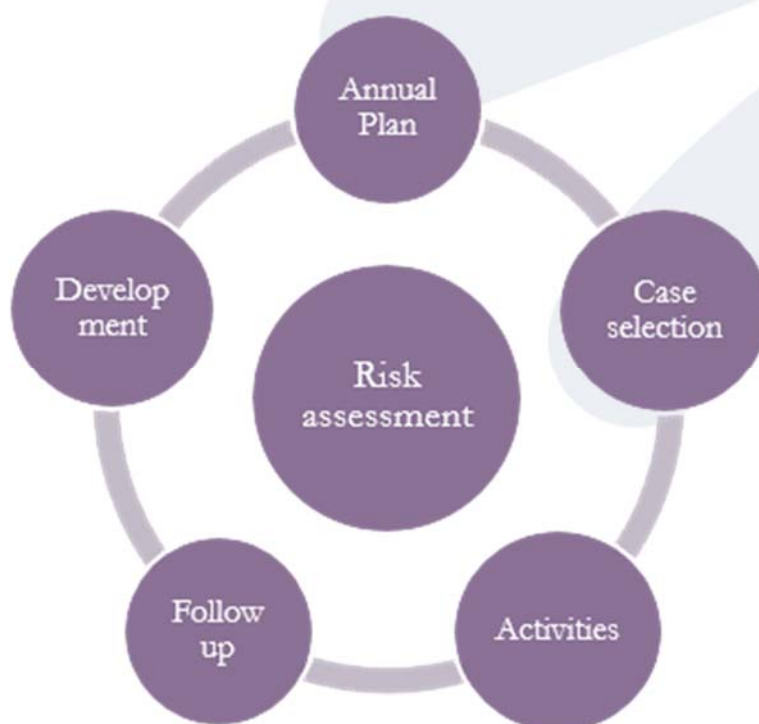 Annual
Plan
Case
selection
Activities
Follow
up
Develop
ment
Risk
assessment